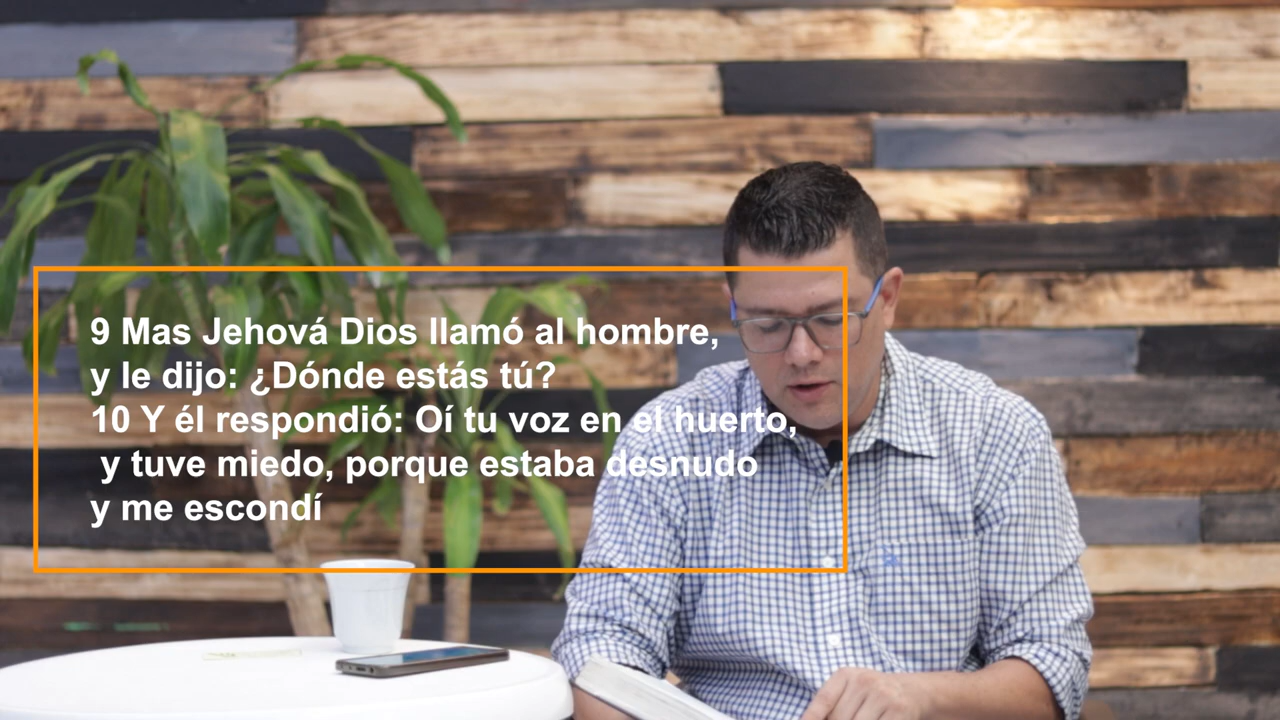 9 Mas Jehová Dios llamó al hombre,
y le dijo: ¿Dónde estás tú?
10 Y él respondió: Oí tu voz en el huerto,
y tuve miedo, porque estaba desnudo
y me escondí